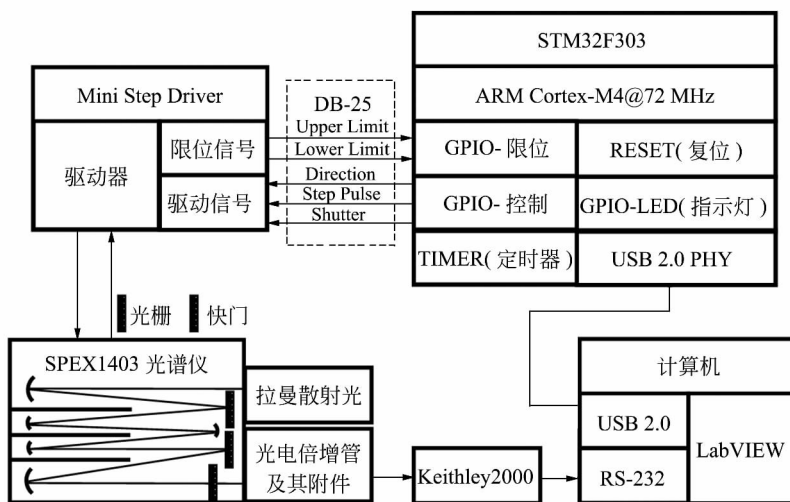 STM32F303
ARM Cortex-M4@72 MHz
Mini Step Driver
DB-25
驱动器
限位信号
驱动信号
Upper Limit
Lower Limit
Direction
Step Pulse
Shutter
GPIO- 限位
RESET( 复位 )
GPIO- 控制
GPIO-LED( 指示灯 )
TIMER( 定时器 )
USB 2.0 PHY
光栅
快门
SPEX1403 光谱仪
拉曼散射光
光电倍增管
及其附件
Keithley2000
计算机
USB 2.0
RS-232
LabVIEW